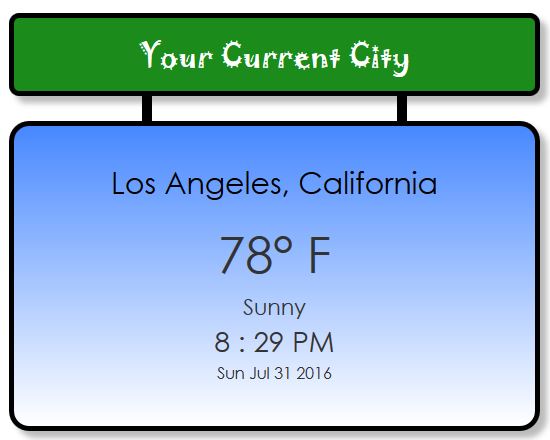 Your Current City
Los Angeles, California
78° F
Sunny
8 : 29 PM
Sun Jul 31 2016